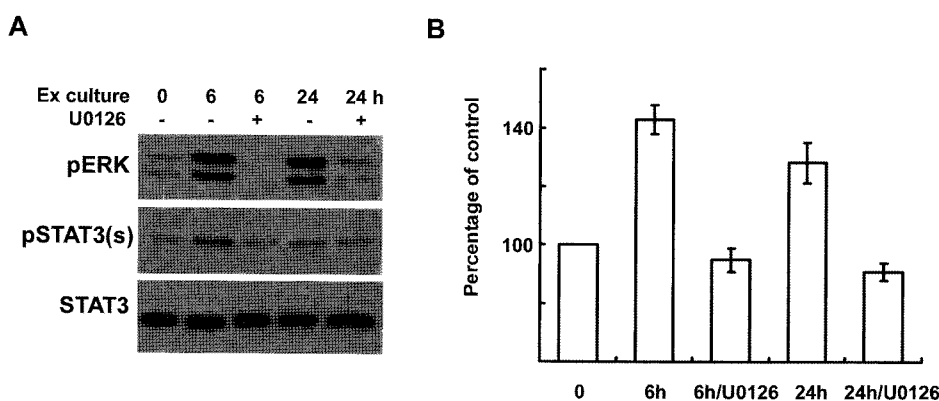 A
Ex culture 0 6 6 24 24 h
U0126 - - + - +
pERK
pSTAT3(s)
STAT3
B
Percentage of control
140
100
0 6h 6h/U0126 24h 24h/U0126